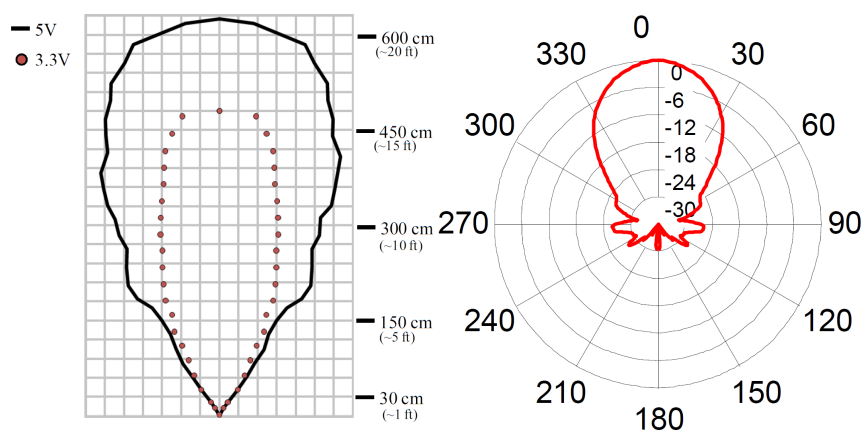 5V
3.3V
600 cm
(~20 ft)
450 cm
(~15 ft)
300 cm
(~10 ft)
150 cm
(~5 ft)
30 cm
(~1 ft)
0
30
60
90
120
150
180
210
240
270
300
330
0
-6
-12
-18
-24
-30